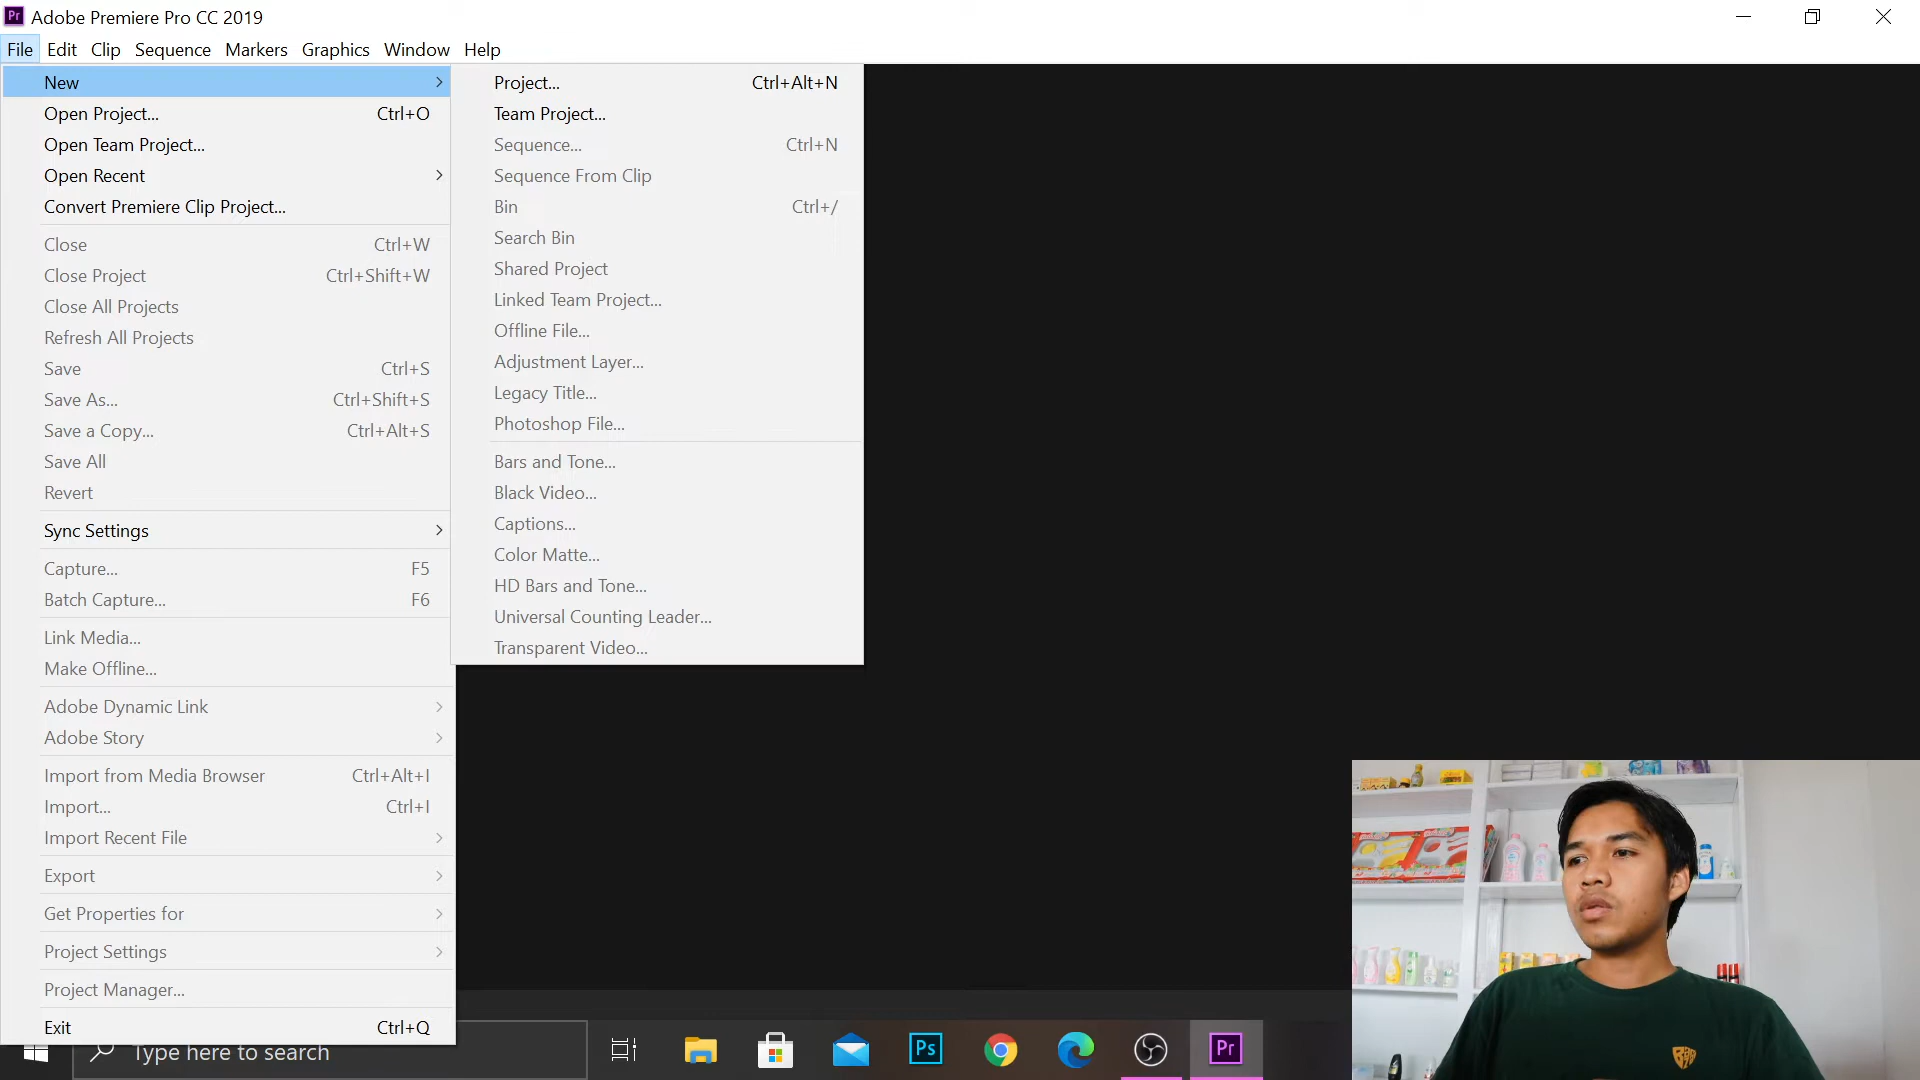 Pr Adobe Premiere Pro CC 2019
File Edit Clip Sequence Markers Graphics Window Help
New
Open Project... Ctrl+O
Open Team Project...
Open Recent
Convert Premiere Clip Project...
Close Ctrl+W
Close Project Ctrl+Shift+W
Close All Projects
Refresh All Projects
Save Ctrl+S
Save As... Ctrl+Shift+S
Save a Copy... Ctrl+Alt+S
Save All
Revert
Sync Settings
Capture... F5
Batch Capture... F6
Link Media...
Make Offline...
Adobe Dynamic Link
Adobe Story
Import from Media Browser Ctrl+Alt+I
Import... Ctrl+I
Import Recent File
Export
Get Properties for
Project Settings
Project Manager...
Exit Ctrl+Q
Project... Ctrl+Alt+N
Team Project...
Sequence... Ctrl+N
Sequence From Clip
Bin Ctrl+/
Search Bin
Shared Project
Linked Team Project...
Offline File...
Adjustment Layer...
Legacy Title...
Photoshop File...
Bars and Tone...
Black Video...
Captions...
Color Matte...
HD Bars and Tone...
Universal Counting Leader...
Transparent Video...
Type here to search
Ps
Pr